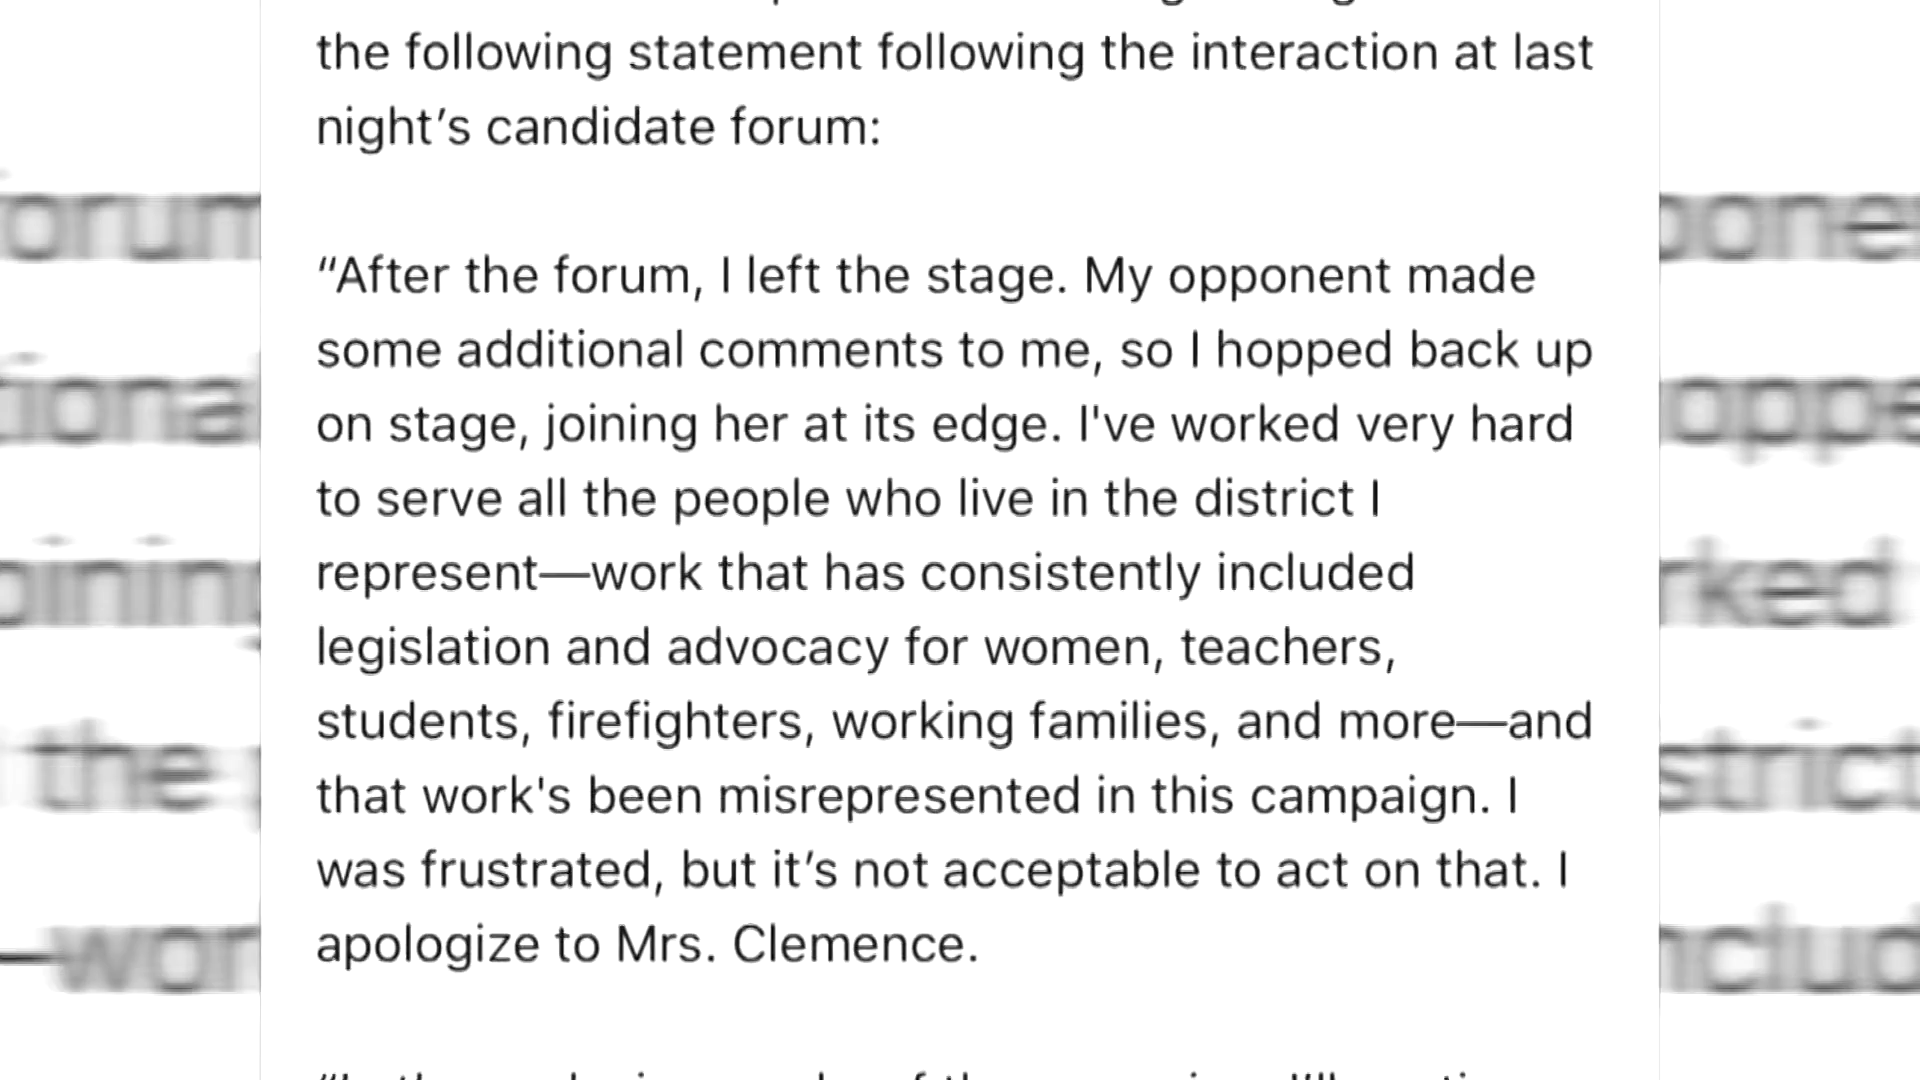 the following statement following the interaction at last
night’s candidate forum:
“After the forum, I left the stage. My opponent made
some additional comments to me, so I hopped back up
on stage, joining her at its edge. I've worked very hard
to serve all the people who live in the district I
represent—work that has consistently included
legislation and advocacy for women, teachers,
students, firefighters, working families, and more—and
that work's been misrepresented in this campaign. I
was frustrated, but it’s not acceptable to act on that. I
apologize to Mrs. Clemence.